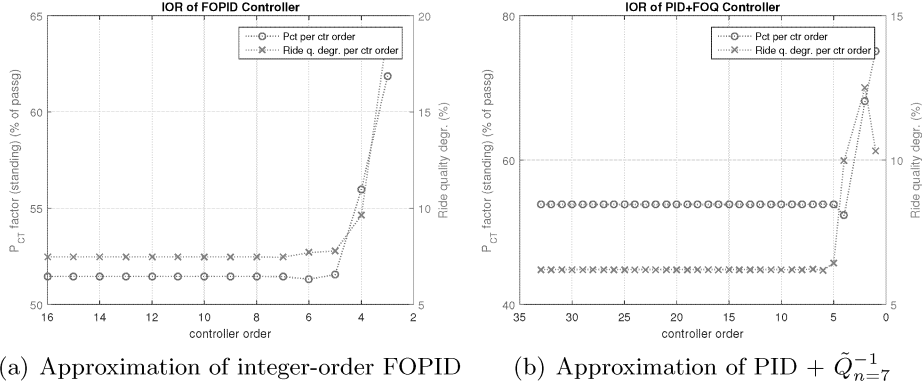 IOR of FOPID Controller
65
60
55
50
20
15
10
5
P_CT factor (standing) (% of passg)
Ride quality degr. (%)
Pct per ctr order
Ride q. degr. per ctr order
16 14 12 10 8 6 4 2
controller order
(a) Approximation of integer-order FOPID
IOR of PID+FOQ Controller
80
60
40
15
10
5
P_CT factor (standing) (% of passg)
Ride quality degr. (%)
Pct per ctr order
Ride q. degr. per ctr order
35 30 25 20 15 10 5 0
controller order
(b) Approximation of PID + Q̃⁻¹ₙ₌₇